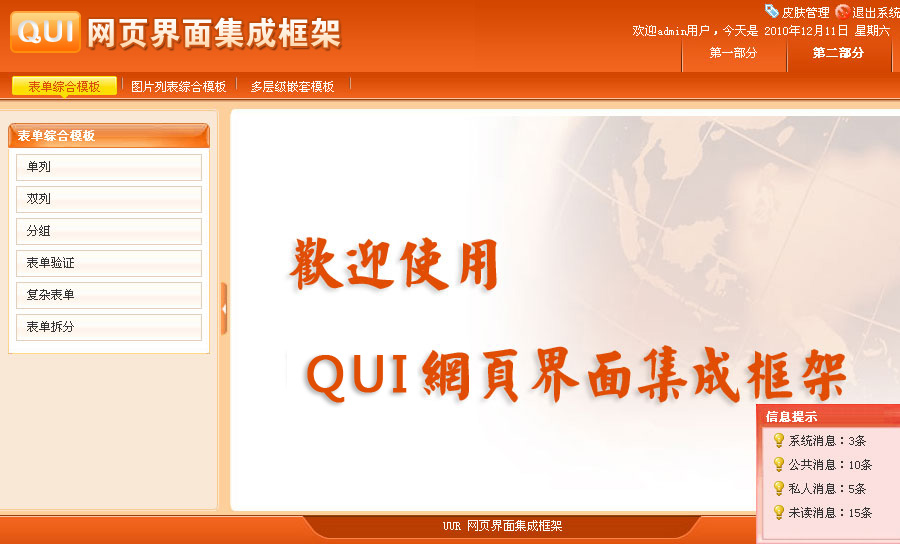 QUI 网页界面集成框架
皮肤管理 退出系统
欢迎admin用户，今天是 2010年12月11日 星期六
第一部分 第二部分
表单综合模板 图片列表综合模板 多层级嵌套模板
表单综合模板
单列
双列
分组
表单验证
复杂表单
表单拆分
歡迎使用
QUI 網頁界面集成框架
信息提示
系统消息：3条
公共消息：10条
私人消息：5条
未读消息：15条
UUR 网页界面集成框架